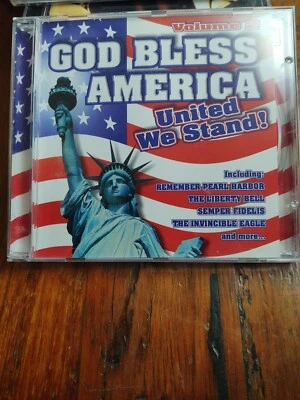 Volume
GOD BLESS
AMERICA
United
We Stand!
Including:
REMEMBER PEARL HARBOR
THE LIBERTY BELL
SEMPER FIDELIS
THE INVINCIBLE EAGLE
and more...